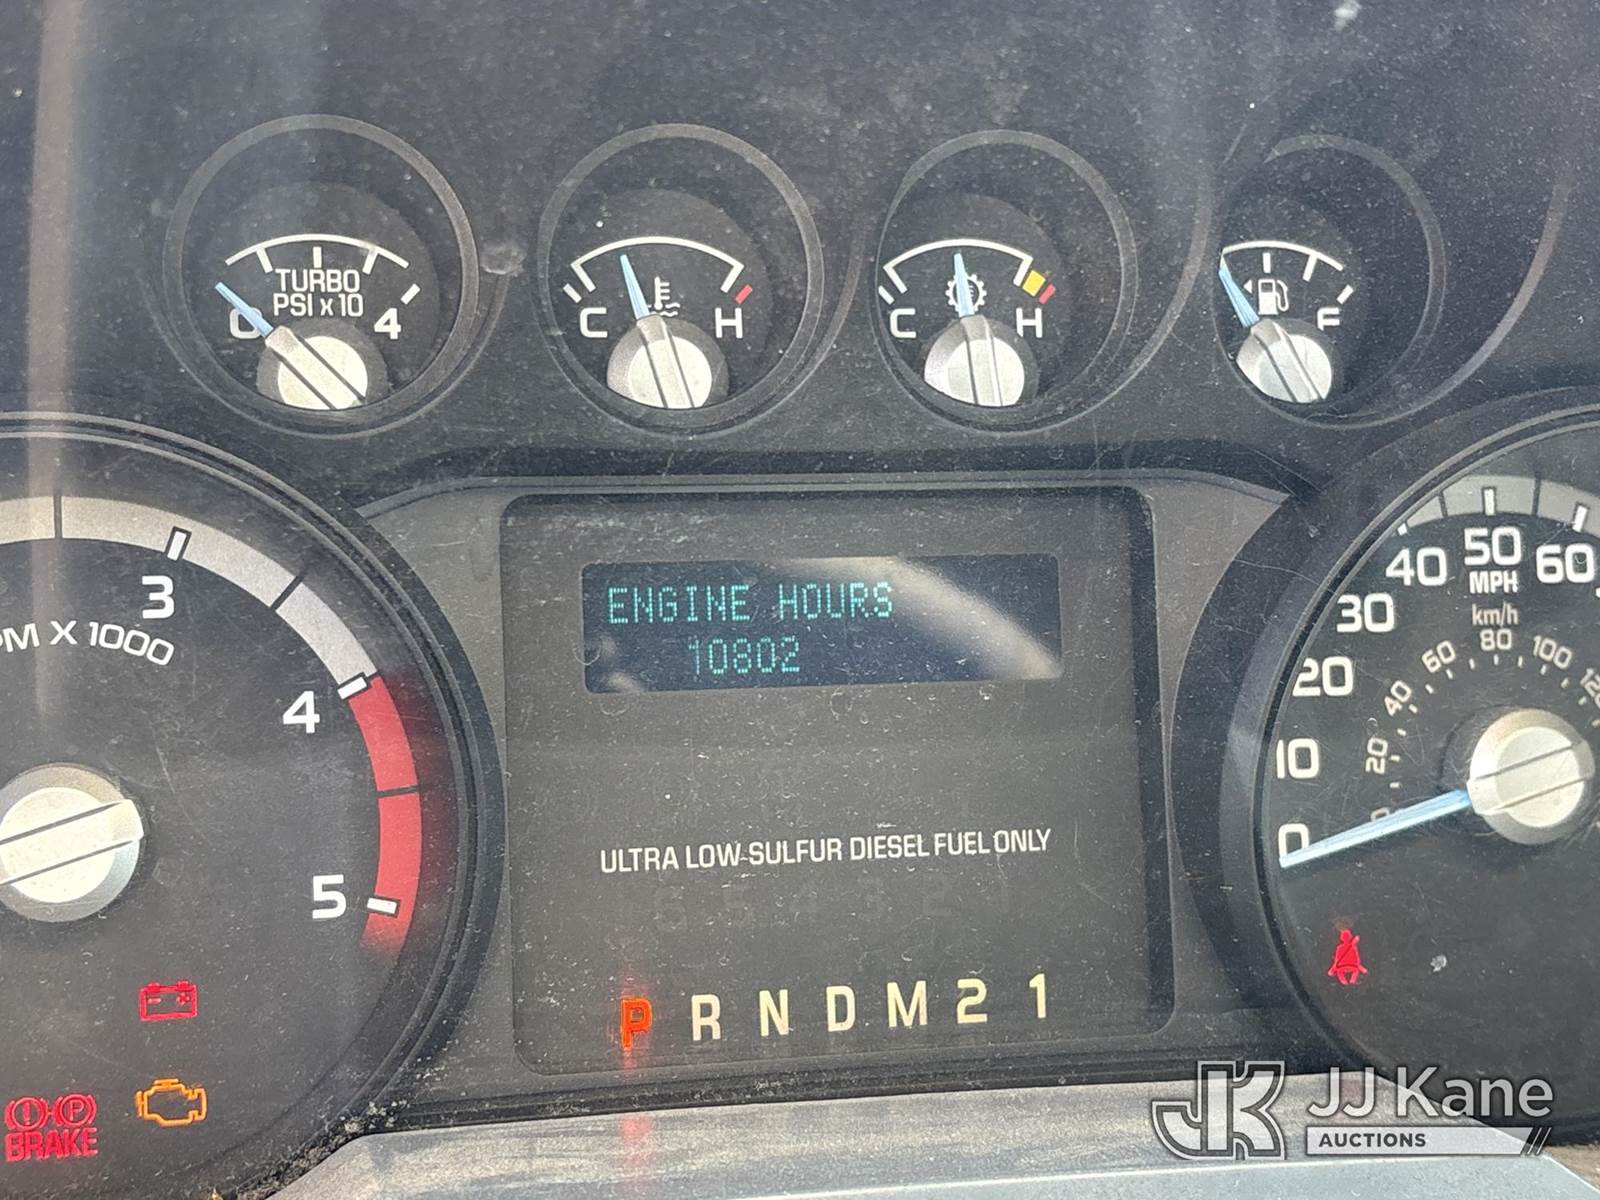 TURBO
PSI x 10
0 4
C H
C H
F
3
PM X 1000
4
5
ENGINE HOURS
10802
ULTRA LOW-SULFUR DIESEL FUEL ONLY
P R N D M 2 1
BRAKE
0 10 20 30 40 50 60
MPH
km/h
20 40 60 80 100
JJ Kane
AUCTIONS